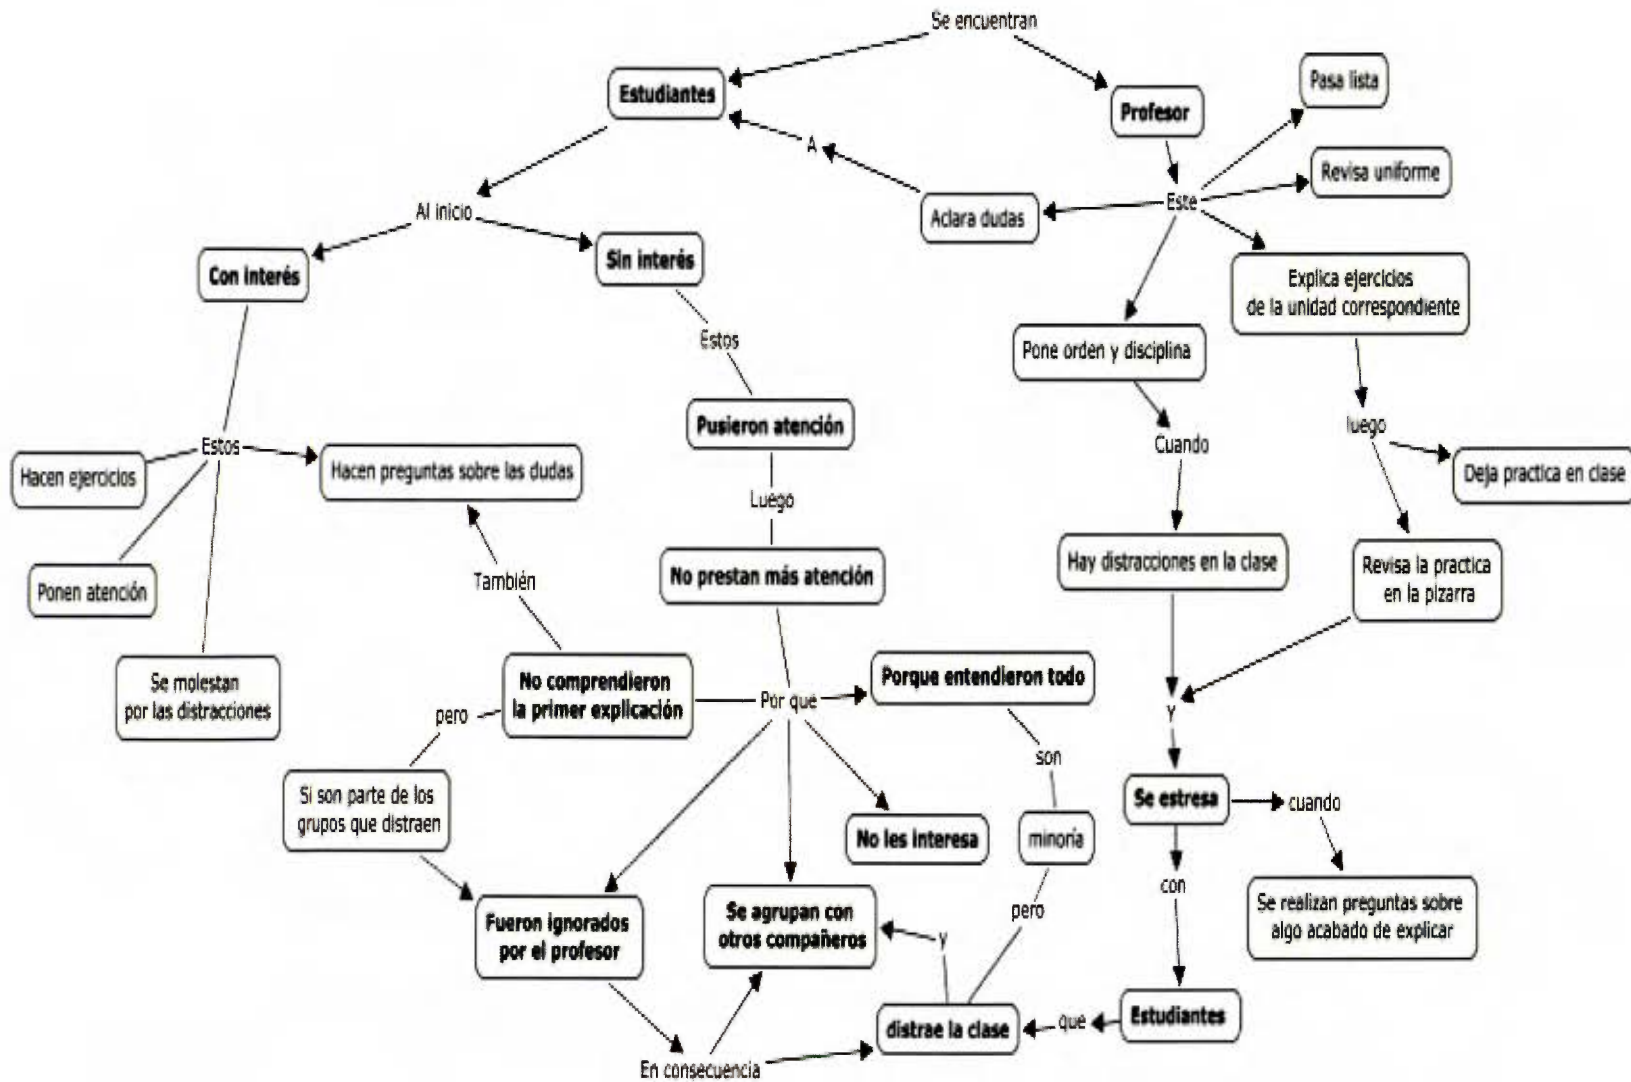 Se encuentran
Estudiantes
Profesor
Pasa lista
Revisa uniforme
A
Este
Aclara dudas
Al inicio
Con interés
Sin interés
Explica ejercicios
de la unidad correspondiente
Estos
Pone orden y disciplina
Pusieron atención
Cuando
luego
Estos
Hacen ejercicios
Hacen preguntas sobre las dudas
Deja practica en clase
Luego
Ponen atención
También
No prestan más atención
Hay distracciones en la clase
Revisa la practica
en la pizarra
Se molestan
por las distracciones
No comprendieron
la primer explicación
Por que
Porque entendieron todo
pero
Y
son
Si son parte de los
grupos que distraen
No les interesa
minoría
Se estresa
cuando
Fueron ignorados
por el profesor
Se agrupan con
otros compañeros
pero
con
Se realizan preguntas sobre
algo acabado de explicar
y
distrae la clase
que
Estudiantes
En consecuencia